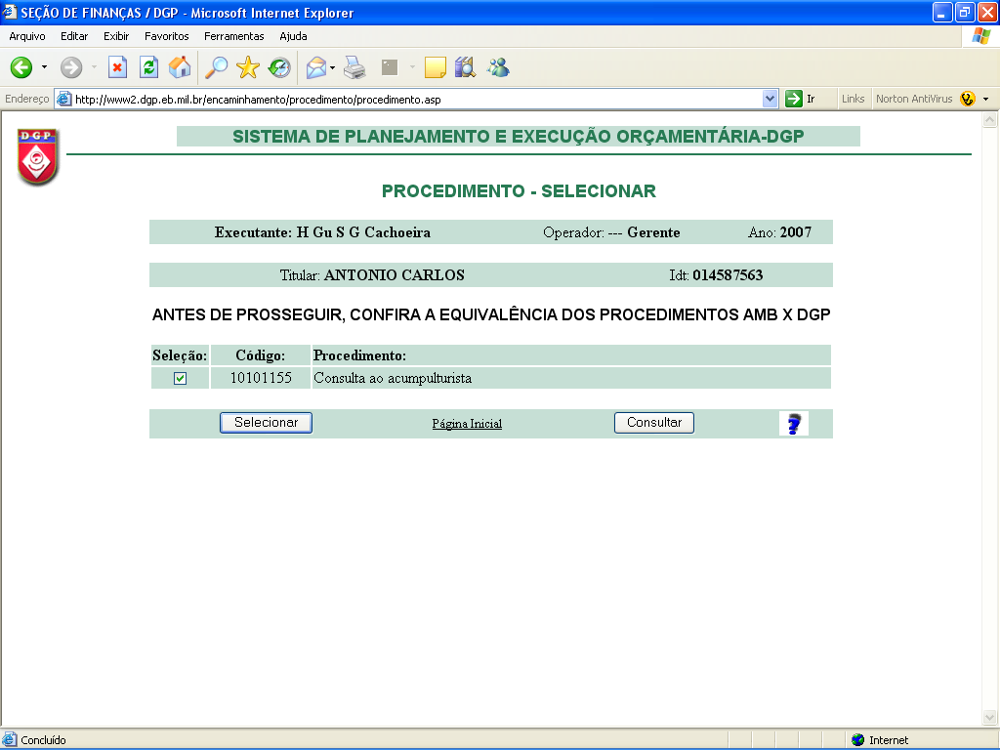 SEÇÃO DE FINANÇAS / DGP - Microsoft Internet Explorer
Arquivo Editar Exibir Favoritos Ferramentas Ajuda
Endereço http://www2.dgp.eb.mil.br/encaminhamento/procedimento/procedimento.asp Ir Links Norton AntiVirus
DGP
SISTEMA DE PLANEJAMENTO E EXECUÇÃO ORÇAMENTÁRIA-DGP
PROCEDIMENTO - SELECIONAR
Executante: H Gu S G Cachoeira Operador: --- Gerente Ano: 2007
Titular: ANTONIO CARLOS Idt: 014587563
ANTES DE PROSSEGUIR, CONFIRA A EQUIVALÊNCIA DOS PROCEDIMENTOS AMB X DGP
Seleção: Código: Procedimento:
10101155 Consulta ao acumpulturista
Selecionar Página Inicial Consultar ?
Concluído Internet